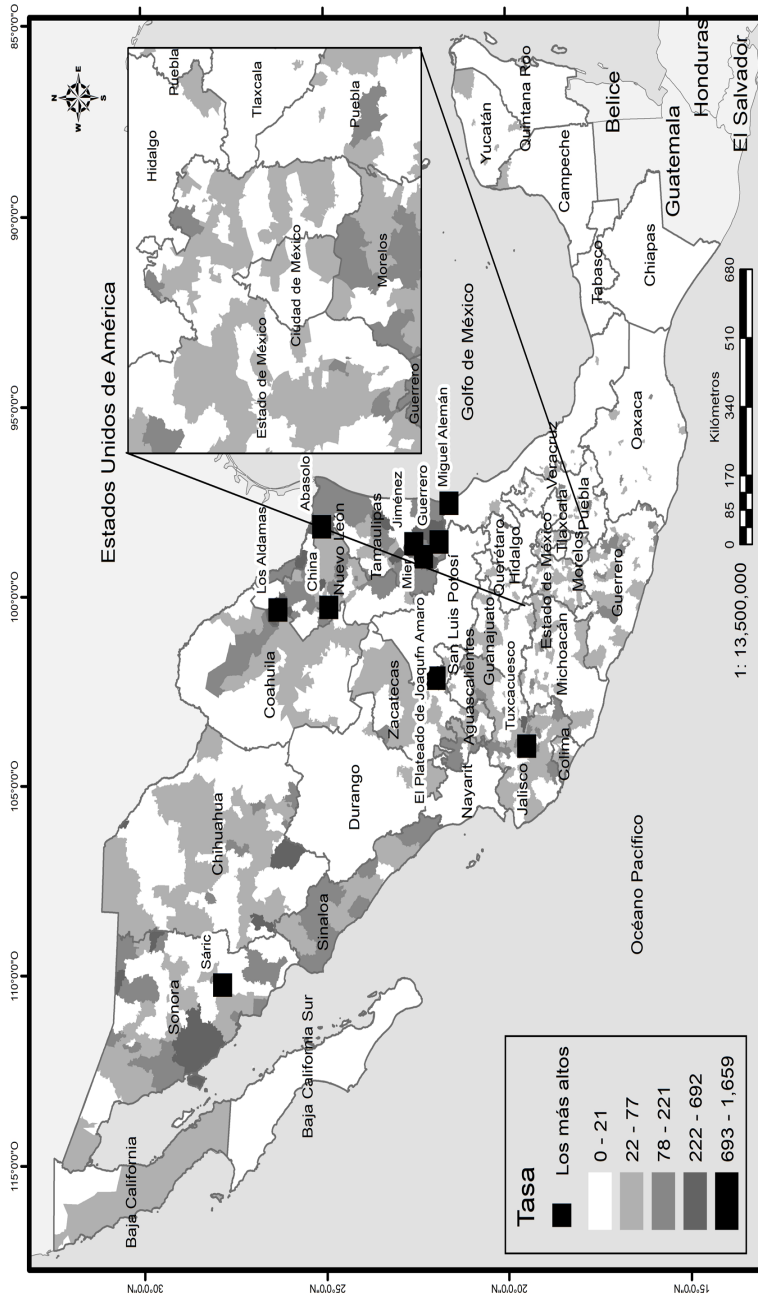 115°0'0"O
110°0'0"O
105°0'0"O
100°0'0"O
95°0'0"O
90°0'0"O
85°0'0"O
30°0'0"N
25°0'0"N
20°0'0"N
15°0'0"N
N
W
E
S
Estados Unidos de América
Golfo de México
Océano Pacífico
Baja California
Baja California Sur
Sonora
Sáric
Chihuahua
Sinaloa
Durango
Coahuila
Los Aldamas
China
Abasolo
Nuevo León
Tamaulipas
Jiménez
Mier
Guerrero
Miguel Alemán
Zacatecas
El Plateado de Joaquín Amaro
San Luis Potosí
Aguascalientes
Nayarit
Guanajuato
Querétaro
Hidalgo
Veracruz
Tuxcacuesco
Jalisco
Colima
Michoacán
Estado de México
Tlaxcala
Morelos
Puebla
Guerrero
Oaxaca
Tabasco
Chiapas
Campeche
Yucatán
Quintana Roo
Belice
Guatemala
Honduras
El Salvador
Hidalgo
Puebla
Tlaxcala
Estado de México
Ciudad de México
Puebla
Morelos
Guerrero
Tasa
Los más altos
0 - 21
22 - 77
78 - 221
222 - 692
693 - 1,659
1: 13,500,000
Kilómetros
0 85 170 340 510 680